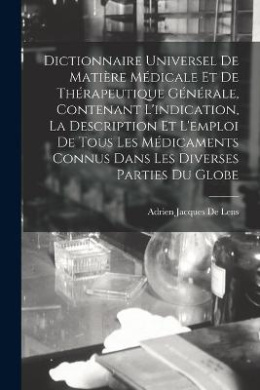 Dictionnaire Universel De
Matière Médicale Et De
Thérapeutique Générale,
Contenant L'indication,
La Description Et L'emploi
De Tous Les Médicaments
Connus Dans Les Diverses
Parties Du Globe
Adrien Jacques De Lens